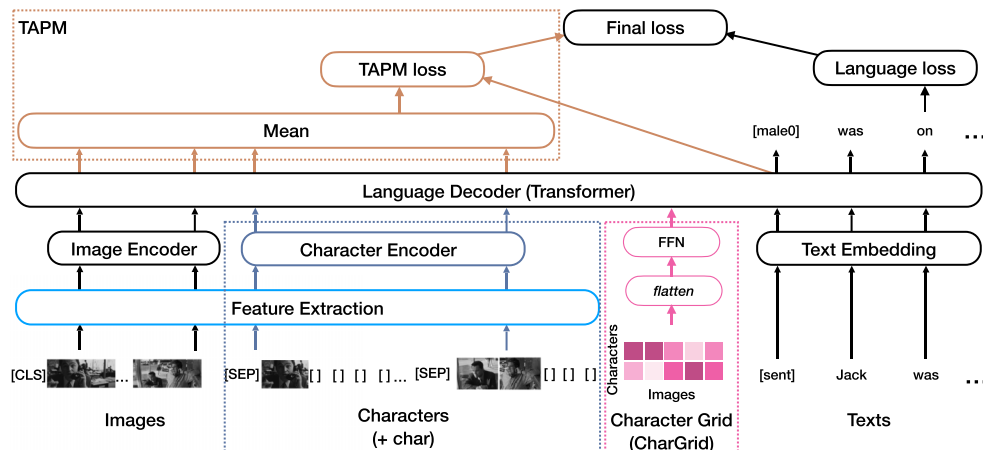 TAPM
Final loss
TAPM loss
Language loss
Mean
[male0] was on ...
Language Decoder (Transformer)
Image Encoder
Character Encoder
FFN
Text Embedding
flatten
Feature Extraction
Characters
[CLS] ... [SEP] [ ] [ ] [ ] [ ] ... [SEP] [ ] [ ] [ ]
[sent] Jack was ...
Images
Images
Characters
(+ char)
Character Grid
(CharGrid)
Texts